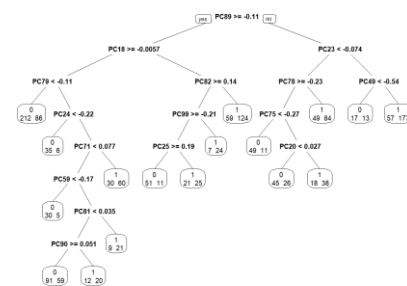 yes PC89 >= -0.11 no
PC18 >= -0.0057 PC23 < -0.074
PC79 < -0.11 PC82 >= 0.14 PC78 >= -0.23 PC49 < -0.54
0 1 1 0 1
212 86 PC24 < -0.22 PC99 >= -0.21 59 124 PC75 < -0.27 49 84 17 13 57 177
0 1 0
35 6 PC71 < 0.077 PC25 >= 0.19 7 24 49 11 PC20 < 0.027
1 0 1 0 1
PC59 < -0.17 30 60 51 11 21 25 45 26 18 38
0
30 5 PC81 < 0.035
1
PC90 >= 0.051 9 21
0 1
91 59 12 20